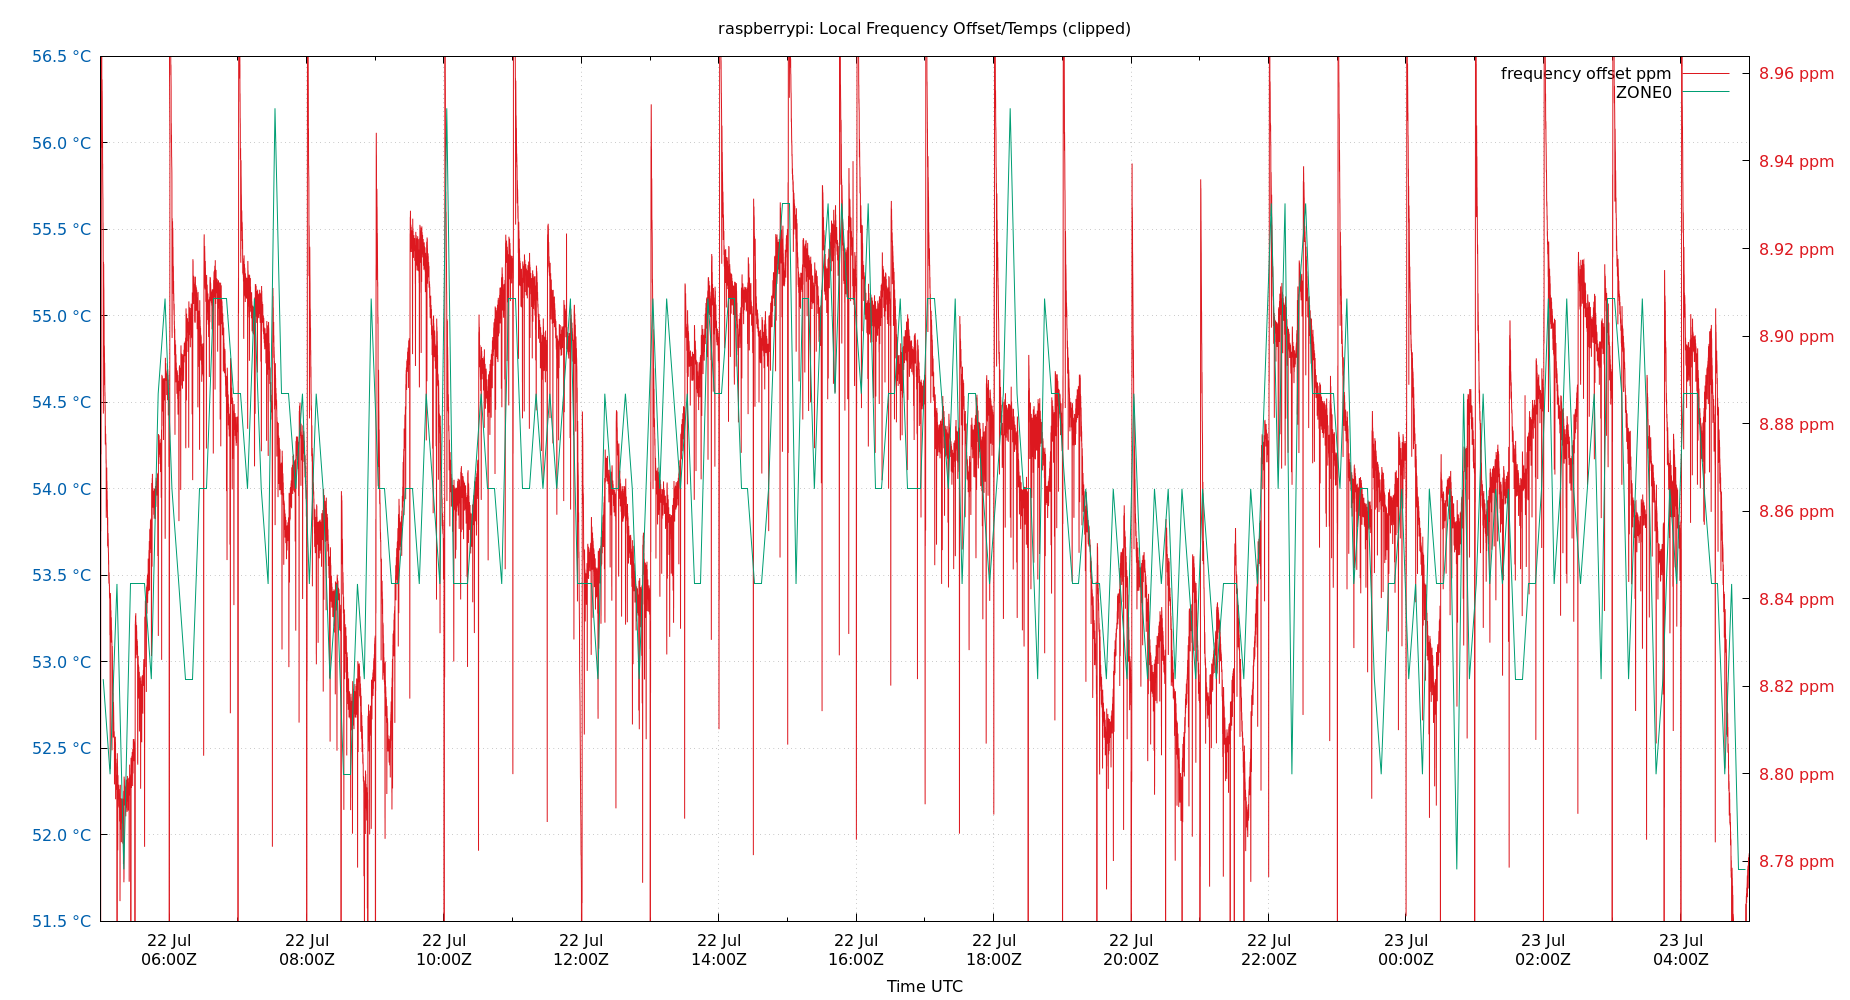 raspberrypi: Local Frequency Offset/Temps (clipped)
frequency offset ppm
ZONE0
56.5 °C
56.0 °C
55.5 °C
55.0 °C
54.5 °C
54.0 °C
53.5 °C
53.0 °C
52.5 °C
52.0 °C
51.5 °C
8.96 ppm
8.94 ppm
8.92 ppm
8.90 ppm
8.88 ppm
8.86 ppm
8.84 ppm
8.82 ppm
8.80 ppm
8.78 ppm
22 Jul
06:00Z
22 Jul
08:00Z
22 Jul
10:00Z
22 Jul
12:00Z
22 Jul
14:00Z
22 Jul
16:00Z
22 Jul
18:00Z
22 Jul
20:00Z
22 Jul
22:00Z
23 Jul
00:00Z
23 Jul
02:00Z
23 Jul
04:00Z
Time UTC